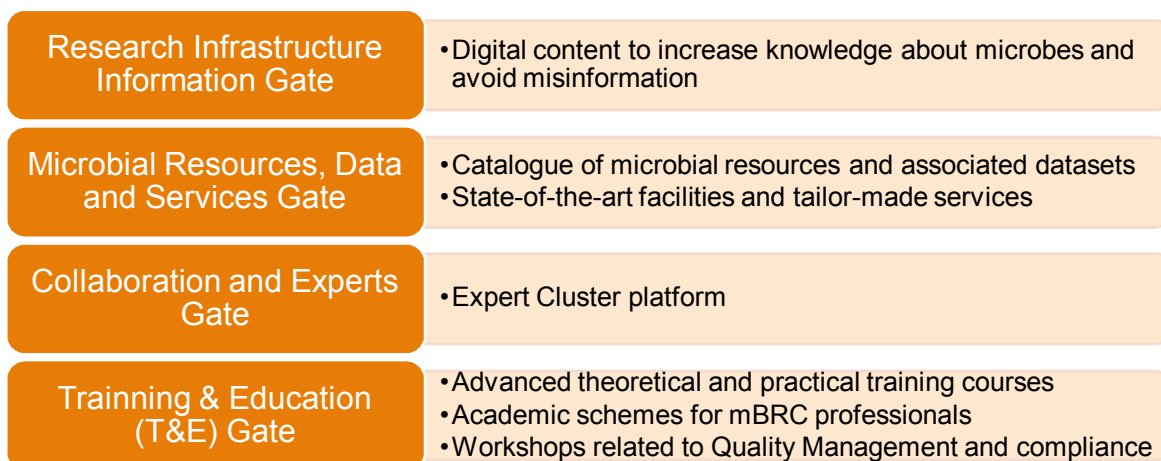 Research Infrastructure
Information Gate
•Digital content to increase knowledge about microbes and
avoid misinformation
Microbial Resources, Data
and Services Gate
•Catalogue of microbial resources and associated datasets
•State-of-the-art facilities and tailor-made services
Collaboration and Experts
Gate
•Expert Cluster platform
Trainning & Education
(T&E) Gate
•Advanced theoretical and practical training courses
•Academic schemes for mBRC professionals
•Workshops related to Quality Management and compliance